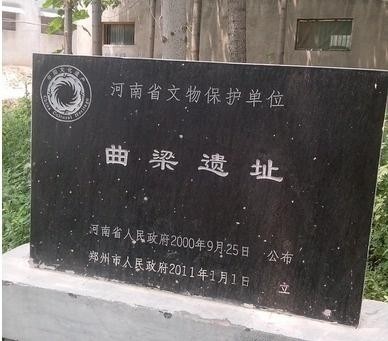 河南省文物保护单位
曲梁遗址
河南省人民政府2000年9月25日 公布
郑州市人民政府2011年1月1日 立